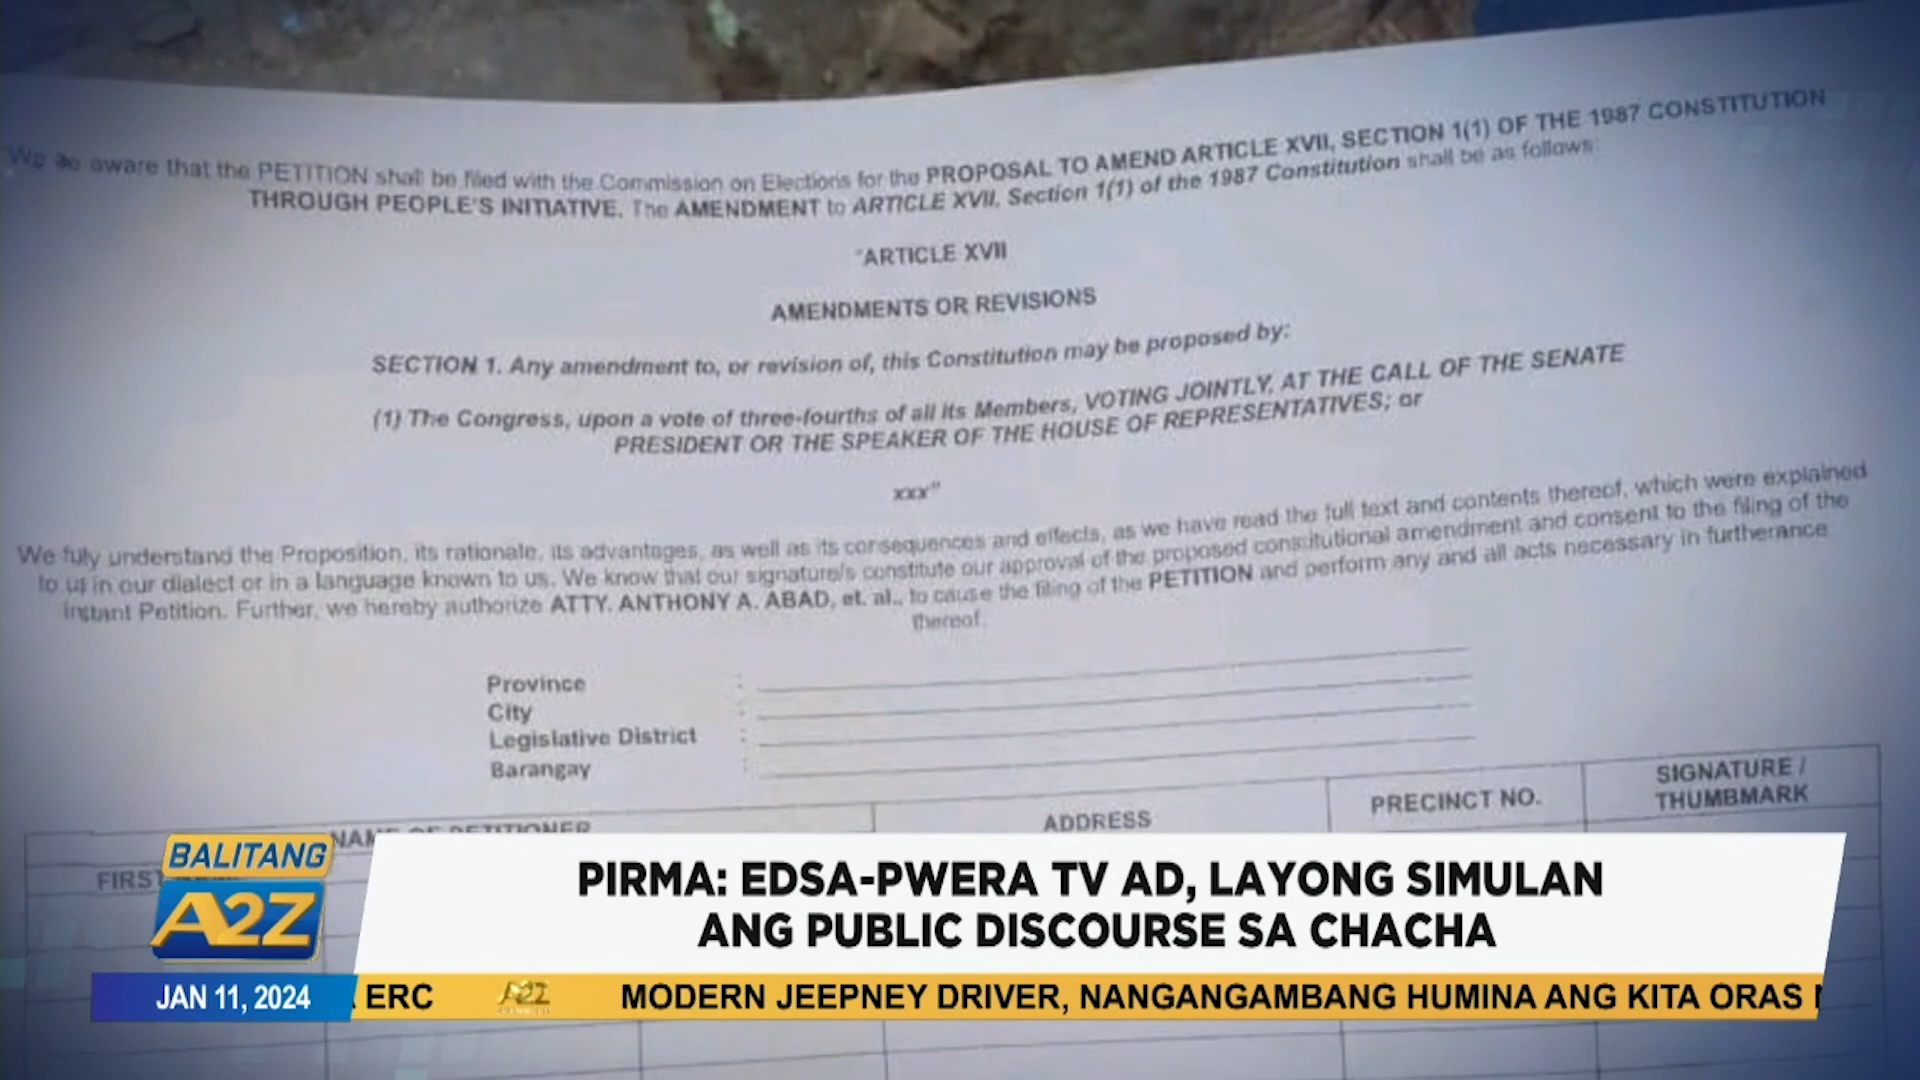 We ae aware that the PETITION shall be filed with the Commission on Elections for the PROPOSAL TO AMEND ARTICLE XVII, SECTION 1(1) OF THE 1987 CONSTITUTION
THROUGH PEOPLE'S INITIATIVE. The AMENDMENT to ARTICLE XVII, Section 1(1) of the 1987 Constitution shall be as follows:
"ARTICLE XVII
AMENDMENTS OR REVISIONS
SECTION 1. Any amendment to, or revision of, this Constitution may be proposed by:
(1) The Congress, upon a vote of three-fourths of all its Members, VOTING JOINTLY, AT THE CALL OF THE SENATE
PRESIDENT OR THE SPEAKER OF THE HOUSE OF REPRESENTATIVES; or
xxx"
We fully understand the Proposition, its rationale, its advantages, as well as its consequences and effects, as we have read the full text and contents thereof, which were explained
to us in our dialect or in a language known to us. We know that our signature/s constitute our approval of the proposed constitutional amendment and consent to the filing of the
instant Petition. Further, we hereby authorize ATTY. ANTHONY A. ABAD, et. al., to cause the filing of the PETITION and perform any and all acts necessary in furtherance
thereof.
Province :
City :
Legislative District :
Barangay :
NAME OF PETITIONER
ADDRESS
PRECINCT NO.
SIGNATURE /
THUMBMARK
FIRST
BALITANG
A2Z
PIRMA: EDSA-PWERA TV AD, LAYONG SIMULAN
ANG PUBLIC DISCOURSE SA CHACHA
JAN 11, 2024
ERC A2Z MODERN JEEPNEY DRIVER, NANGANGAMBANG HUMINA ANG KITA ORAS